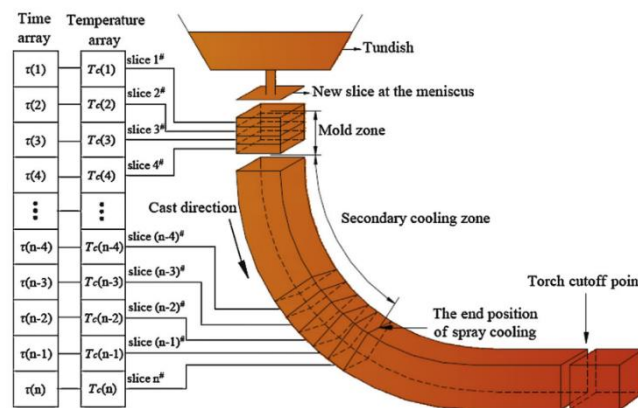 Time array
Temperature array
τ(1)
Tc(1)
slice 1#
τ(2)
Tc(2)
slice 2#
τ(3)
Tc(3)
slice 3#
τ(4)
Tc(4)
slice 4#
•••
•••
τ(n-4)
Tc(n-4)
slice (n-4)#
τ(n-3)
Tc(n-3)
slice (n-3)#
τ(n-2)
Tc(n-2)
slice (n-2)#
τ(n-1)
Tc(n-1)
slice (n-1)#
τ(n)
Tc(n)
slice n#
Tundish
New slice at the meniscus
Mold zone
Cast direction
Secondary cooling zone
Torch cutoff point
The end position
of spray cooling